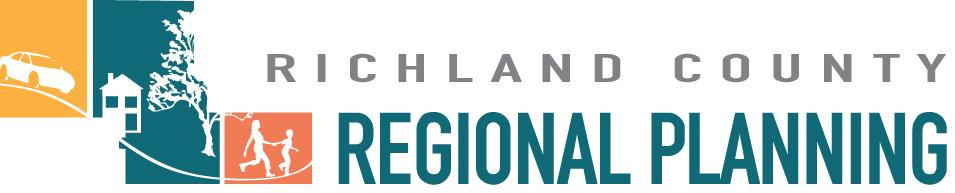 RICHLAND COUNTY
REGIONAL PLANNING